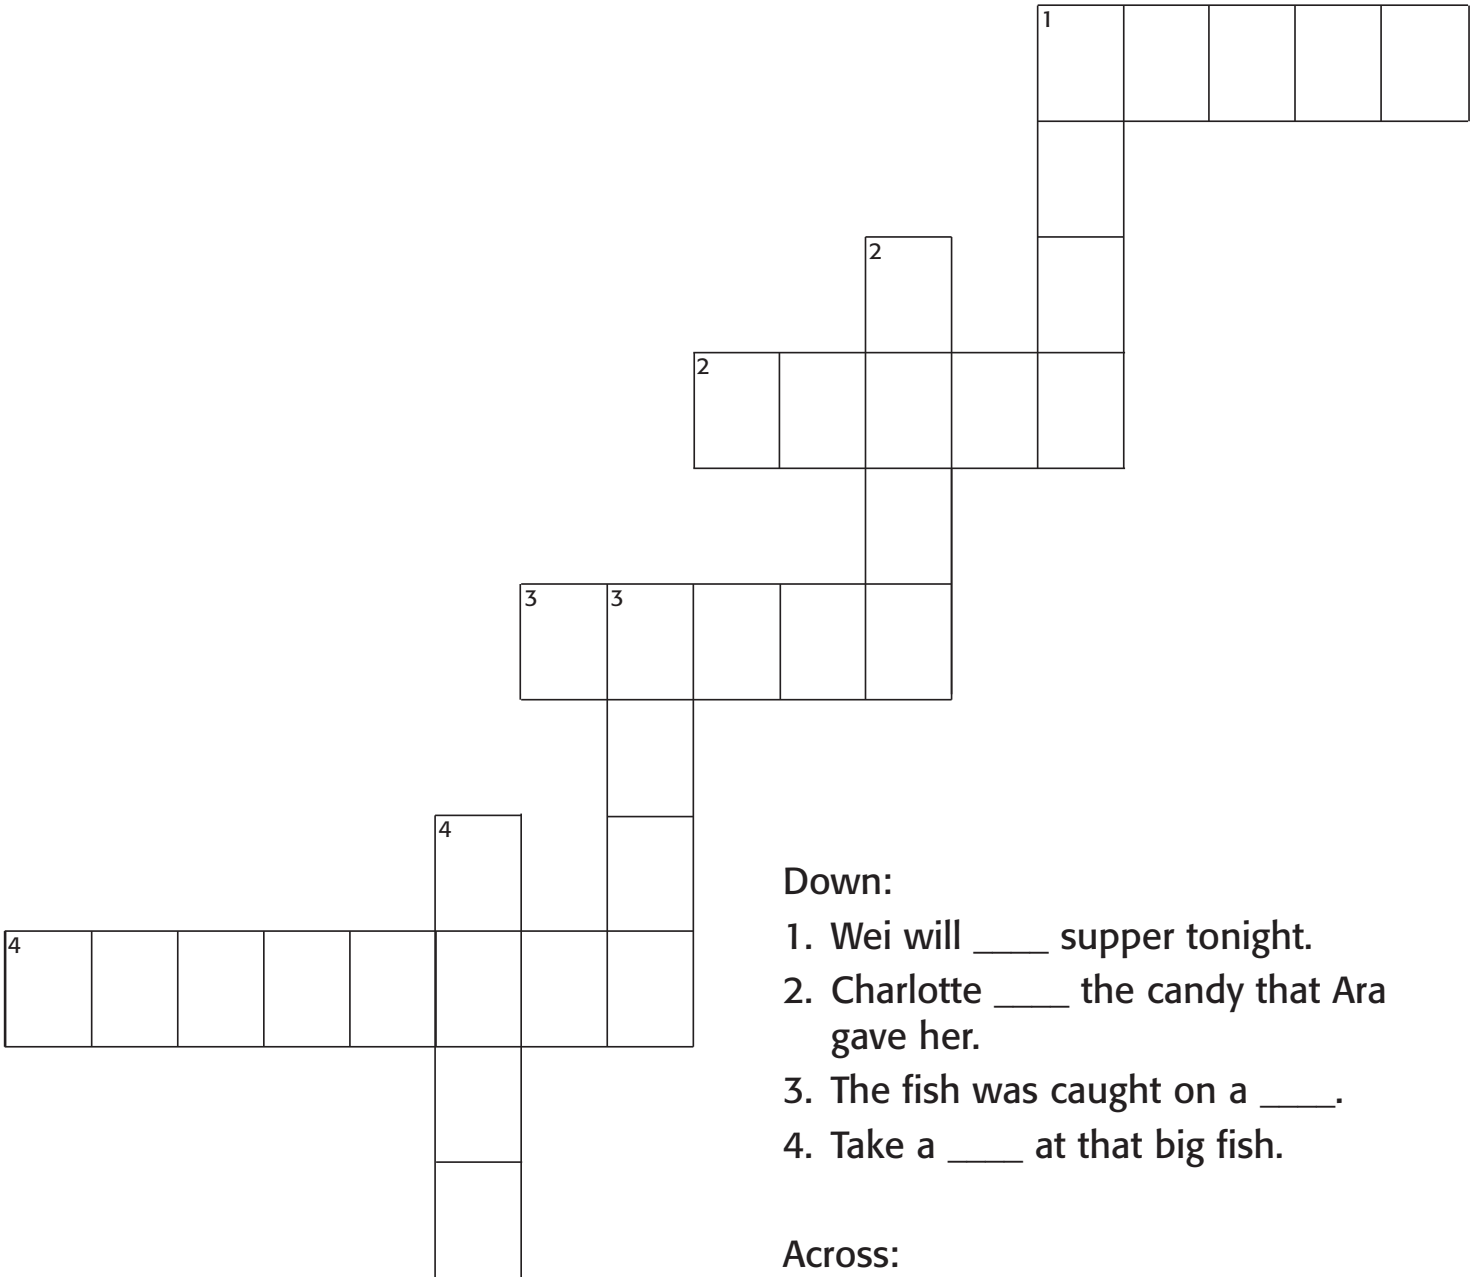 1
2
2
3 3
4
4
Down:
1. Wei will ____ supper tonight.
2. Charlotte ____ the candy that Ara
gave her.
3. The fish was caught on a ____.
4. Take a ____ at that big fish.
Across: